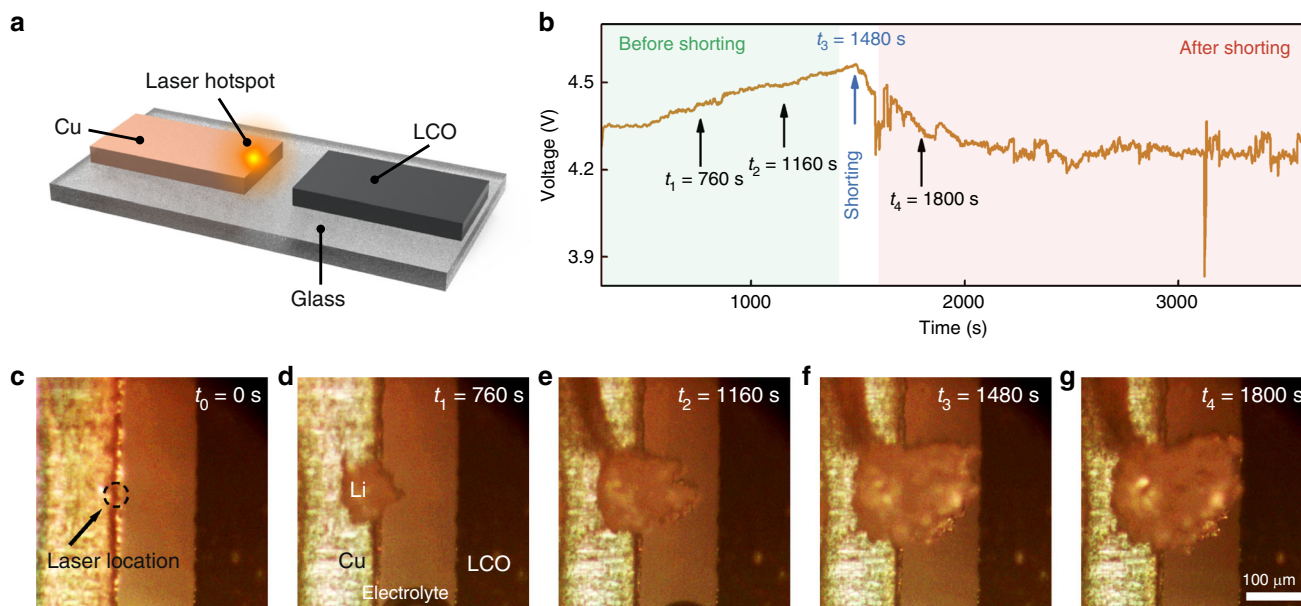 a
Laser hotspot
Cu
LCO
Glass
b
Before shorting
t3 = 1480 s
After shorting
4.5
4.2
3.9
Voltage (V)
t1 = 760 s
t2 = 1160 s
Shorting
t4 = 1800 s
1000
2000
3000
Time (s)
c
t0 = 0 s
Laser location
d
t1 = 760 s
Li
Cu
LCO
Electrolyte
e
t2 = 1160 s
f
t3 = 1480 s
g
t4 = 1800 s
100 μm